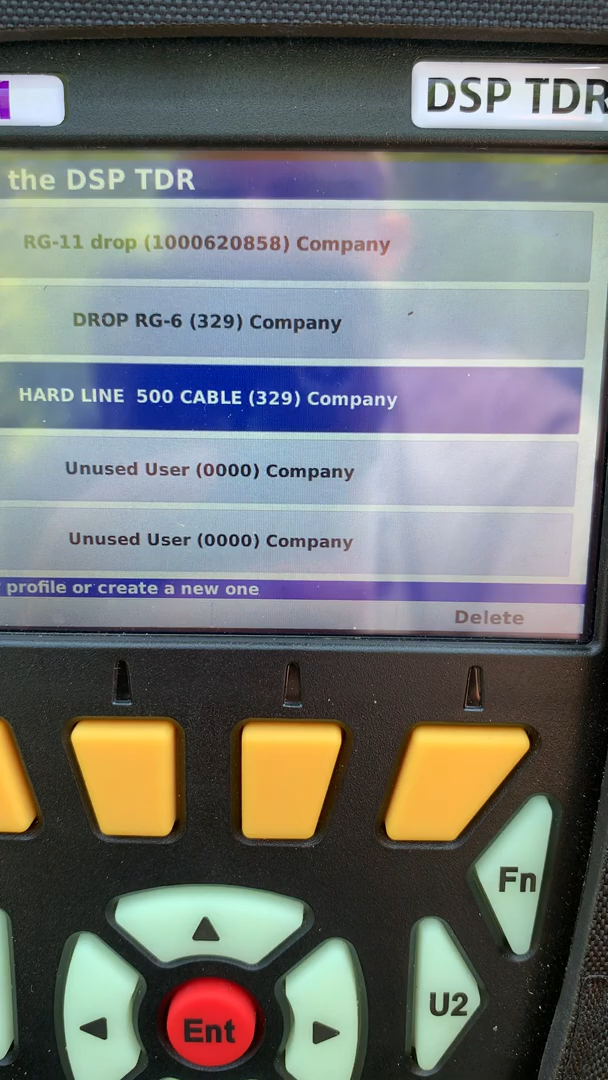 DSP TDR
the DSP TDR
RG-11 drop (1000620858) Company
DROP RG-6 (329) Company
HARD LINE  500 CABLE (329) Company
Unused User (0000) Company
Unused User (0000) Company
profile or create a new one
Delete
Fn
U2
Ent